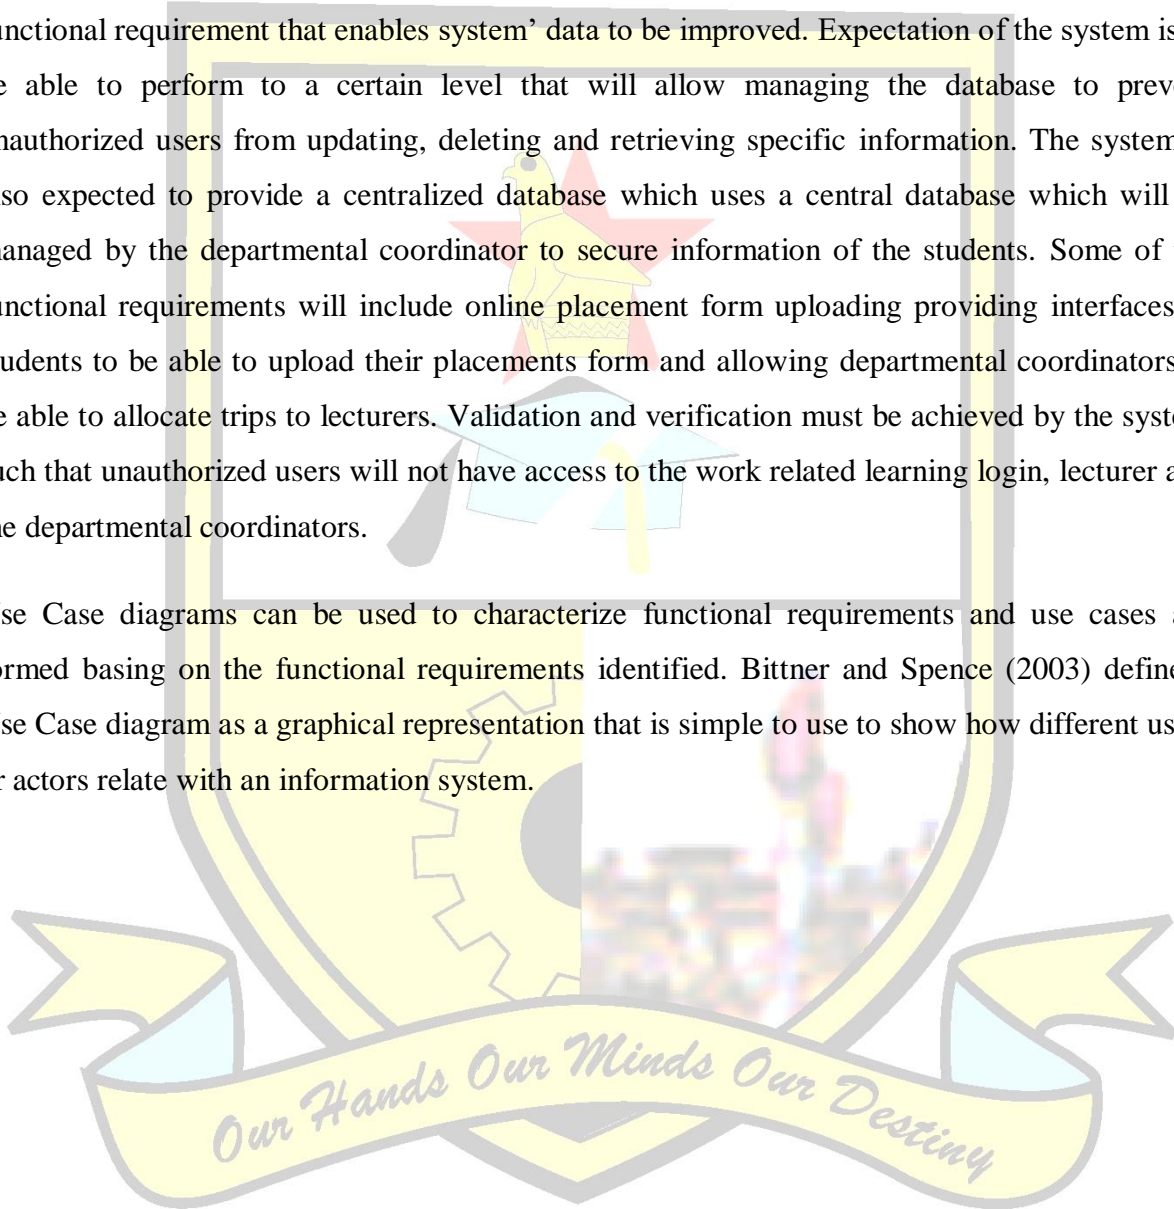 unctional requirement that enables system’ data to be improved. Expectation of the system is
e able to perform to a certain level that will allow managing the database to prev
nauthorized users from updating, deleting and retrieving specific information. The system
lso expected to provide a centralized database which uses a central database which will
managed by the departmental coordinator to secure information of the students. Some of
unctional requirements will include online placement form uploading providing interfaces
tudents to be able to upload their placements form and allowing departmental coordinators
e able to allocate trips to lecturers. Validation and verification must be achieved by the syste
uch that unauthorized users will not have access to the work related learning login, lecturer a
he departmental coordinators.
se Case diagrams can be used to characterize functional requirements and use cases a
ormed basing on the functional requirements identified. Bittner and Spence (2003) define
se Case diagram as a graphical representation that is simple to use to show how different us
r actors relate with an information system.
Our Hands Our Minds Our Destiny